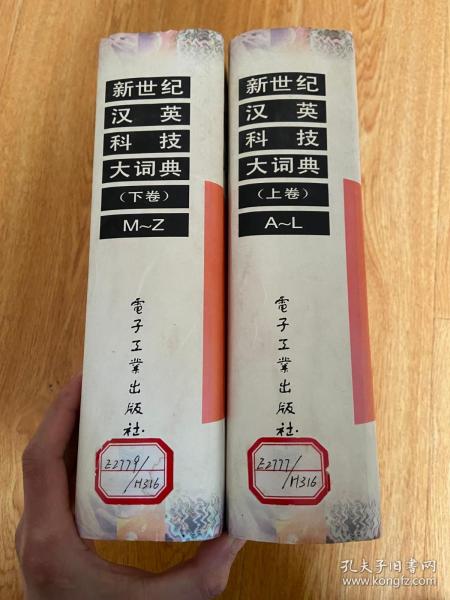 新世纪
汉英
科技
大词典
（下卷）
M~Z
電子工業出版社
E2779/
/H316
新世纪
汉英
科技
大词典
（上卷）
A~L
電子工業出版社
E2777/
/H316
孔夫子旧书网
www.kongfz.com